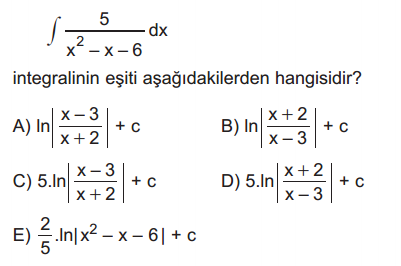 ∫ 5/(x² – x – 6) dx
integralinin eşiti aşağıdakilerden hangisidir?
A) ln|(x – 3)/(x + 2)| + c B) ln|(x + 2)/(x – 3)| + c
C) 5.ln|(x – 3)/(x + 2)| + c D) 5.ln|(x + 2)/(x – 3)| + c
E) 2/5 .ln|x² – x – 6| + c